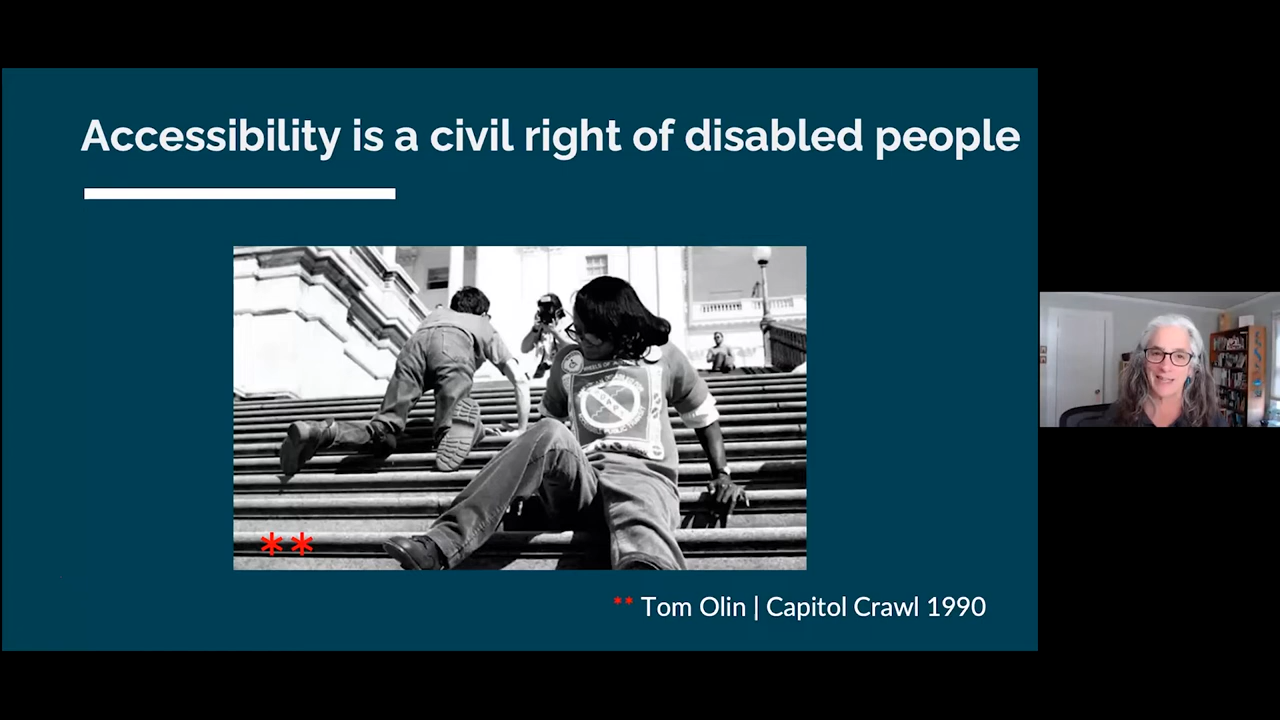 Accessibility is a civil right of disabled people
**
** Tom Olin | Capitol Crawl 1990